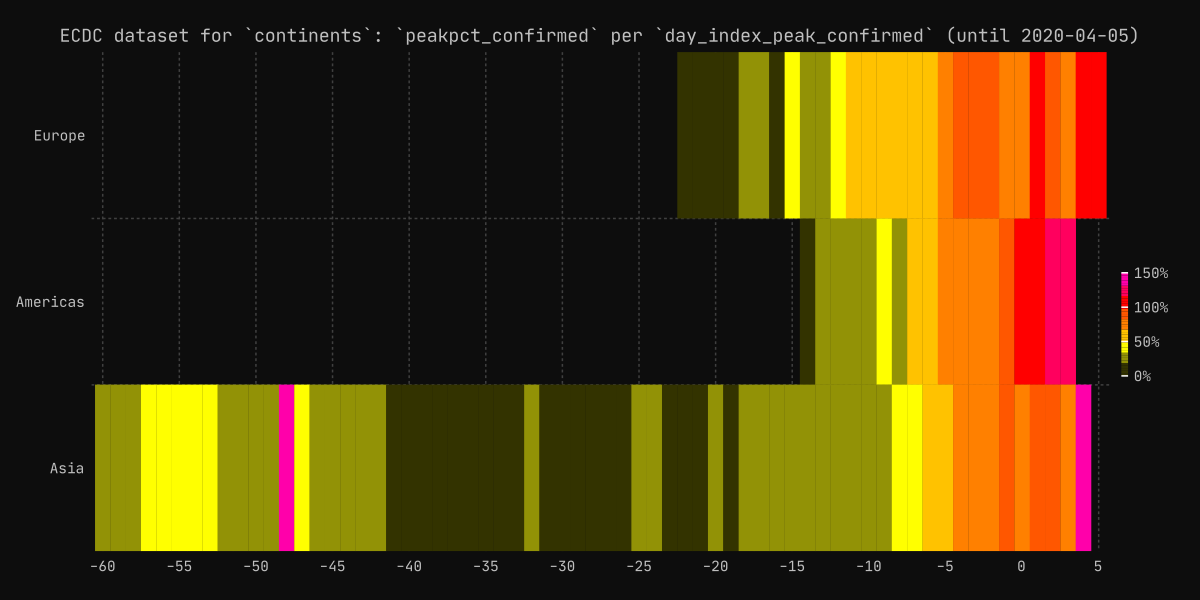 ECDC dataset for `continents`: `peakpct_confirmed` per `day_index_peak_confirmed` (until 2020-04-05)
Europe
Americas
Asia
150%
100%
50%
0%
-60 -55 -50 -45 -40 -35 -30 -25 -20 -15 -10 -5 0 5